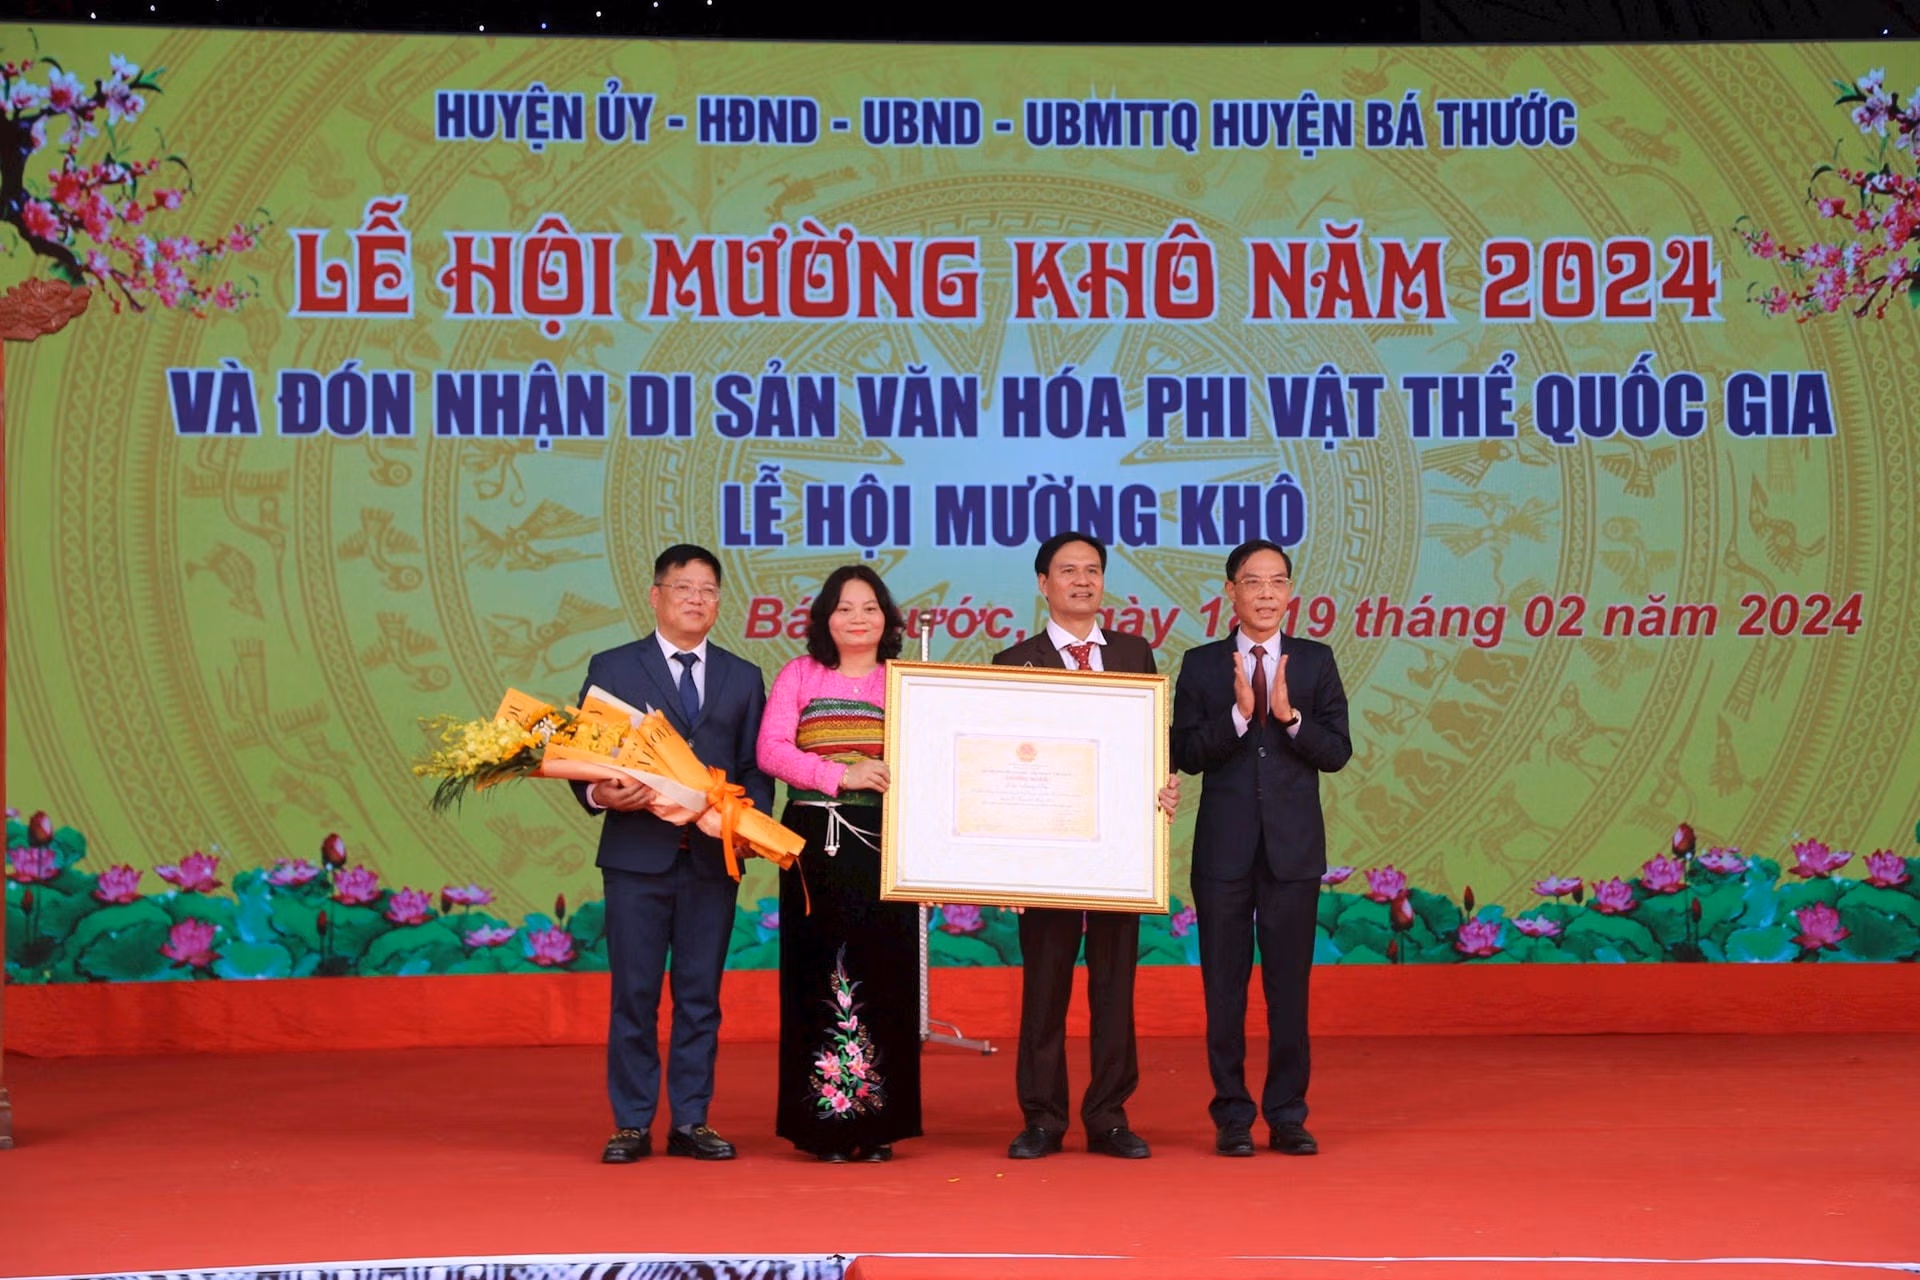 HUYỆN ỦY - HĐND - UBND - UBMTTQ HUYỆN BÁ THƯỚC
LỄ HỘI MƯỜNG KHÔ NĂM 2024
VÀ ĐÓN NHẬN DI SẢN VĂN HÓA PHI VẬT THỂ QUỐC GIA
LỄ HỘI MƯỜNG KHÔ
19 tháng 02 năm 2024